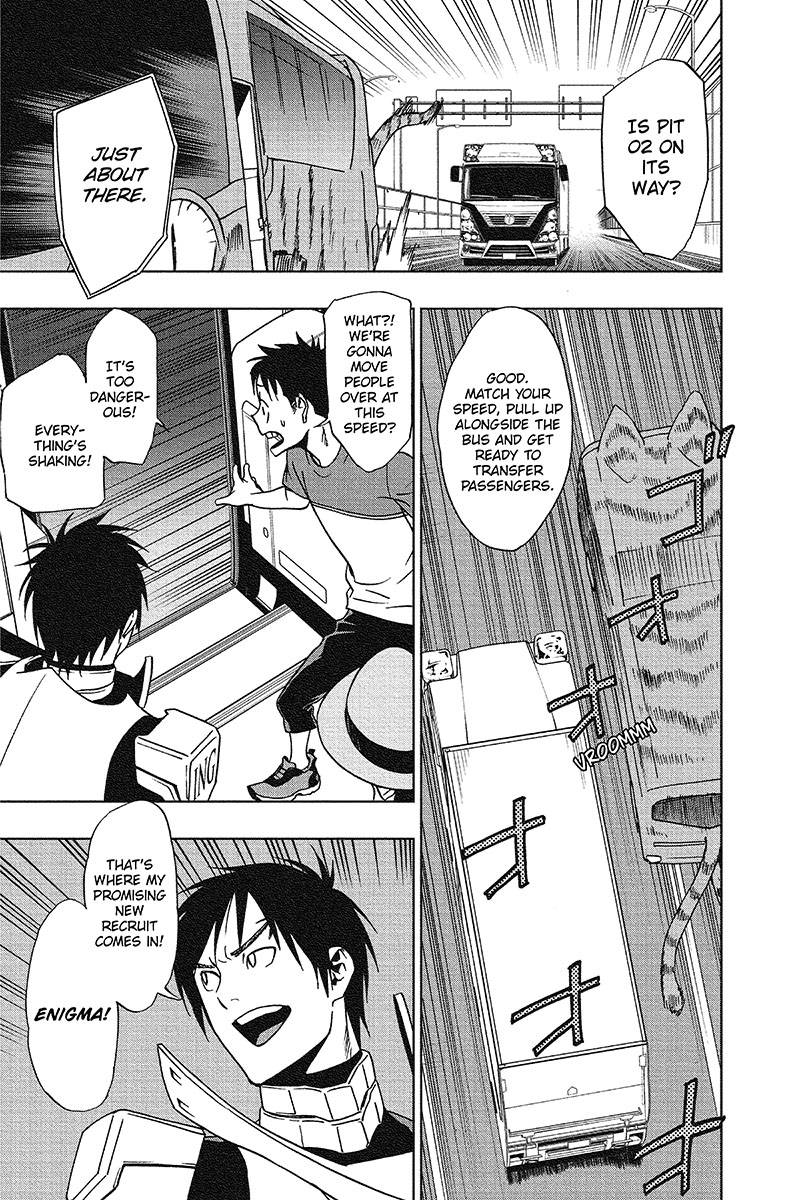 IS PIT
02 ON
ITS
WAY?
JUST
ABOUT
THERE.
GOOD.
MATCH YOUR
SPEED, PULL UP
ALONGSIDE THE
BUS AND GET
READY TO
TRANSFER
PASSENGERS.
ゴオオオオオオ
VROOMMM
WHAT?!
WE'RE
GONNA
MOVE
PEOPLE
OVER AT
THIS
SPEED?
IT'S
TOO
DANGER-
OUS!
EVERY-
THING'S
SHAKING!
THAT'S
WHERE MY
PROMISING
NEW
RECRUIT
COMES IN!
ENIGMA!